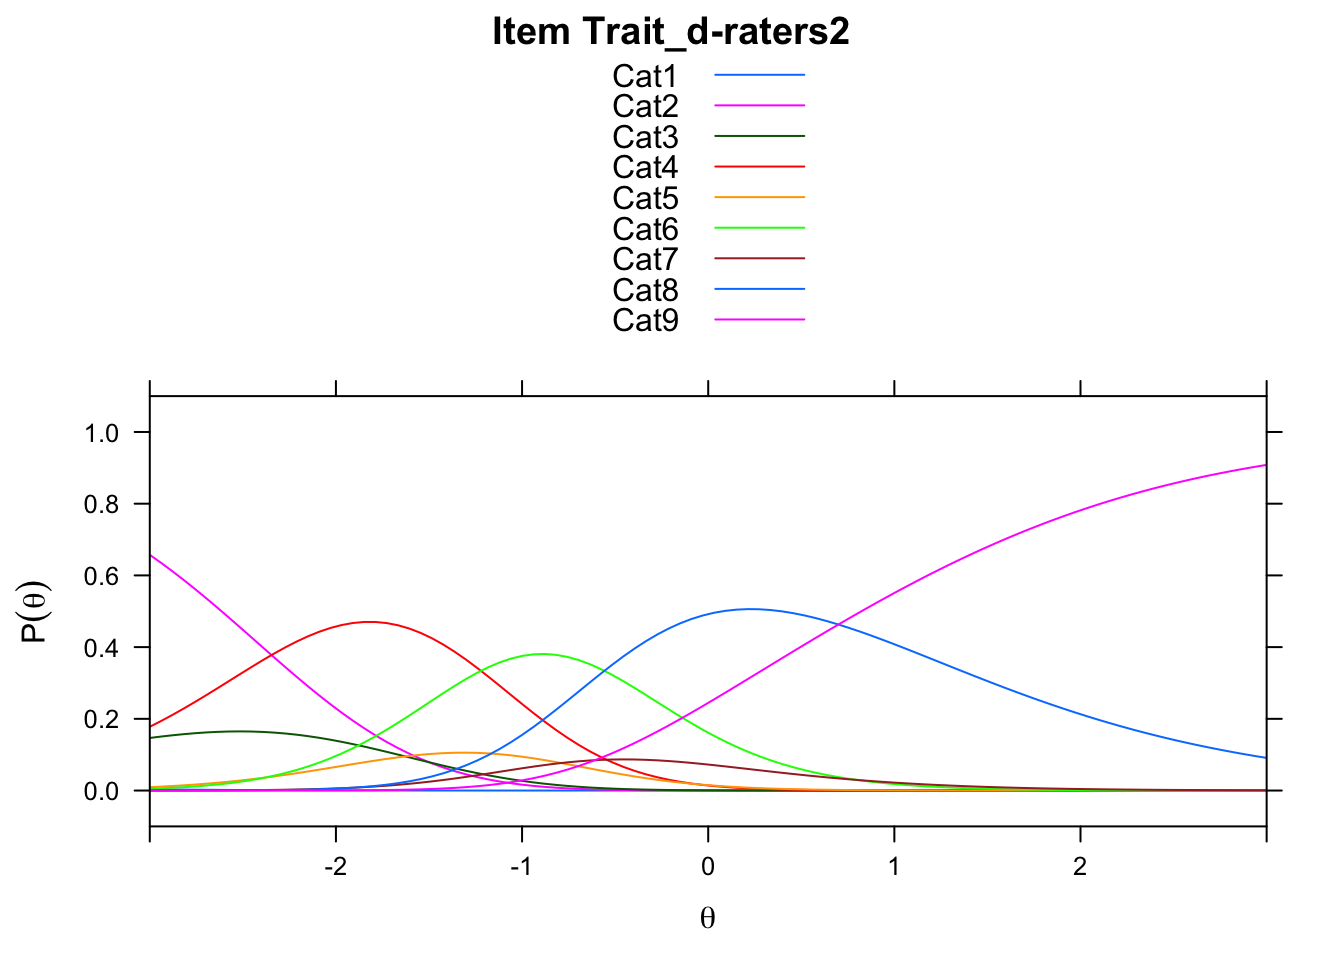 Item Trait_d-raters2
Cat1
Cat2
Cat3
Cat4
Cat5
Cat6
Cat7
Cat8
Cat9
1.0
0.8
0.6
0.4
0.2
0.0
P(θ)
-2 -1 0 1 2
θ